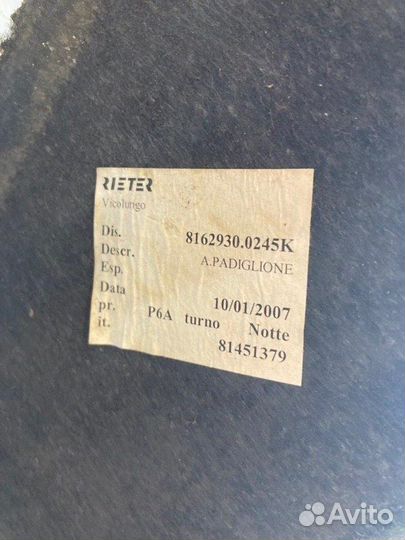 RIETER
Vicolungo
Dis. 8162930.0245K
Descr. A.PADIGLIONE
Esp.
Data 10/01/2007
pr. P6A turno Notte
it. 81451379
Avito